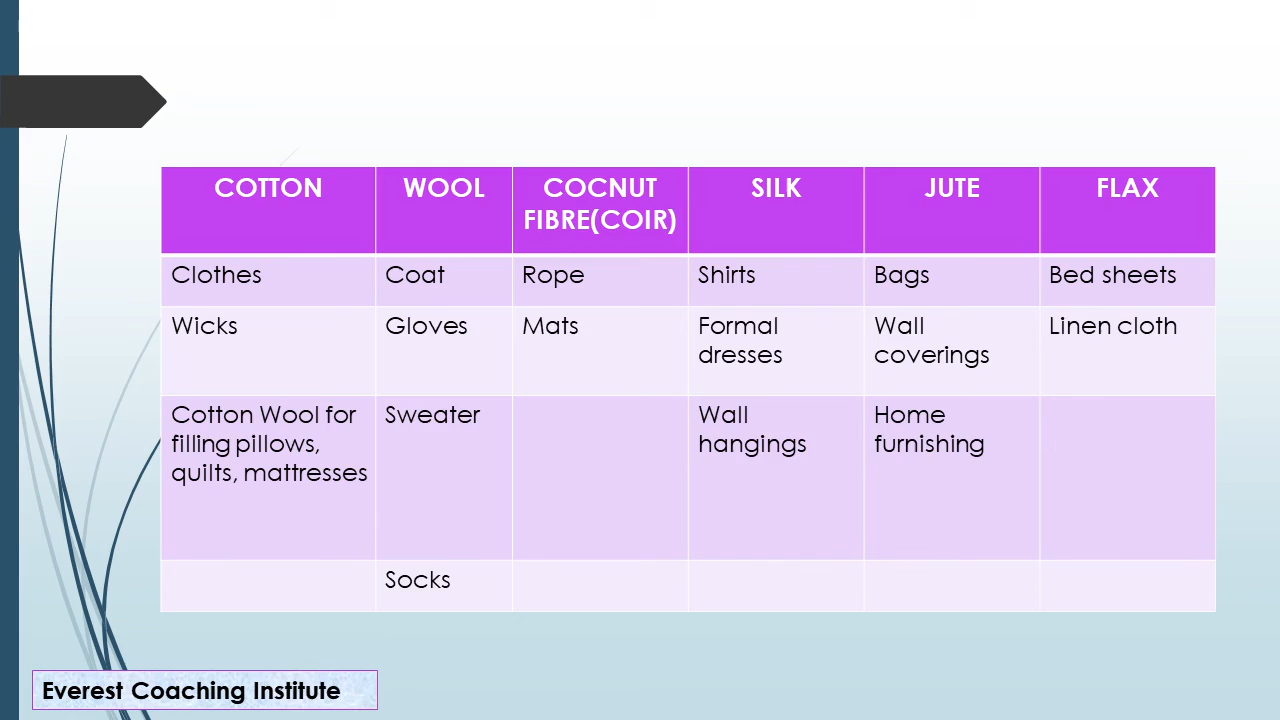 COTTON WOOL COCNUT SILK JUTE FLAX
FIBRE(COIR)
Clothes Coat Rope Shirts Bags Bed sheets
Wicks Gloves Mats Formal Wall Linen cloth
dresses coverings
Cotton Wool for Sweater Wall Home
filling pillows, hangings furnishing
quilts, mattresses
Socks
Everest Coaching Institute